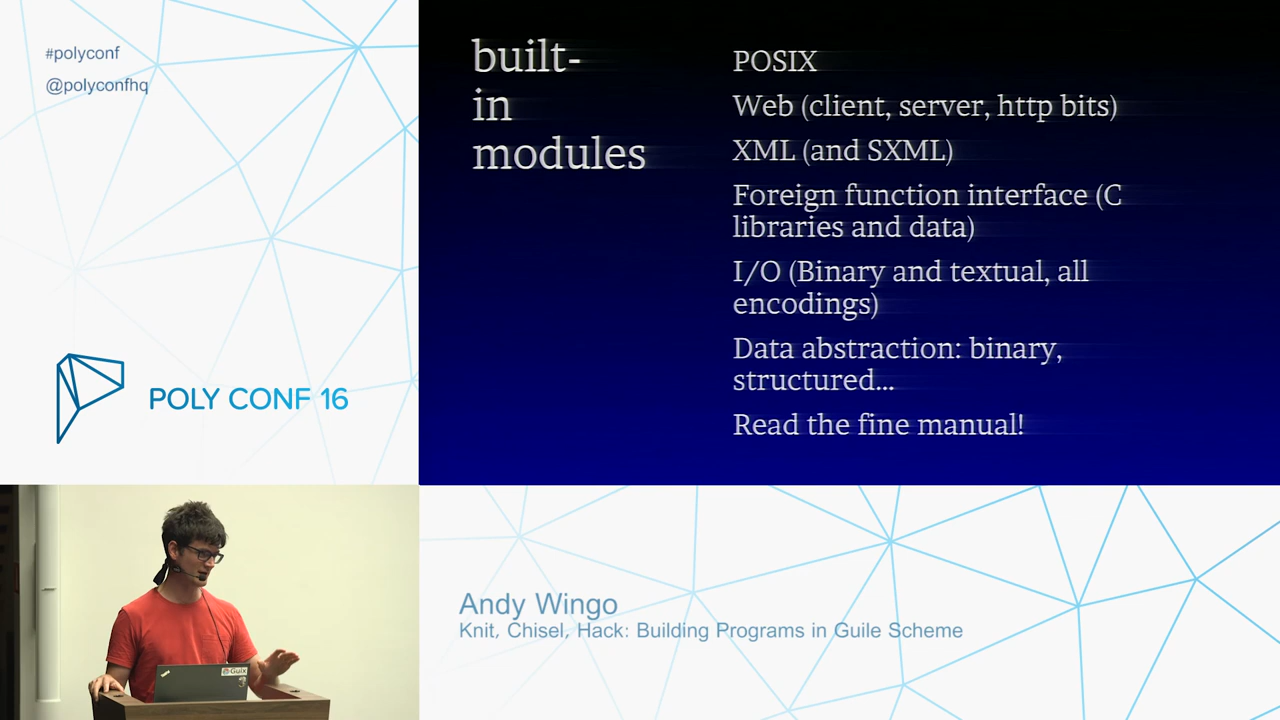 #polyconf
@polyconfhq
POLY CONF 16
built-
in
modules
POSIX
Web (client, server, http bits)
XML (and SXML)
Foreign function interface (C
libraries and data)
I/O (Binary and textual, all
encodings)
Data abstraction: binary,
structured...
Read the fine manual!
Guix
Andy Wingo
Knit, Chisel, Hack: Building Programs in Guile Scheme